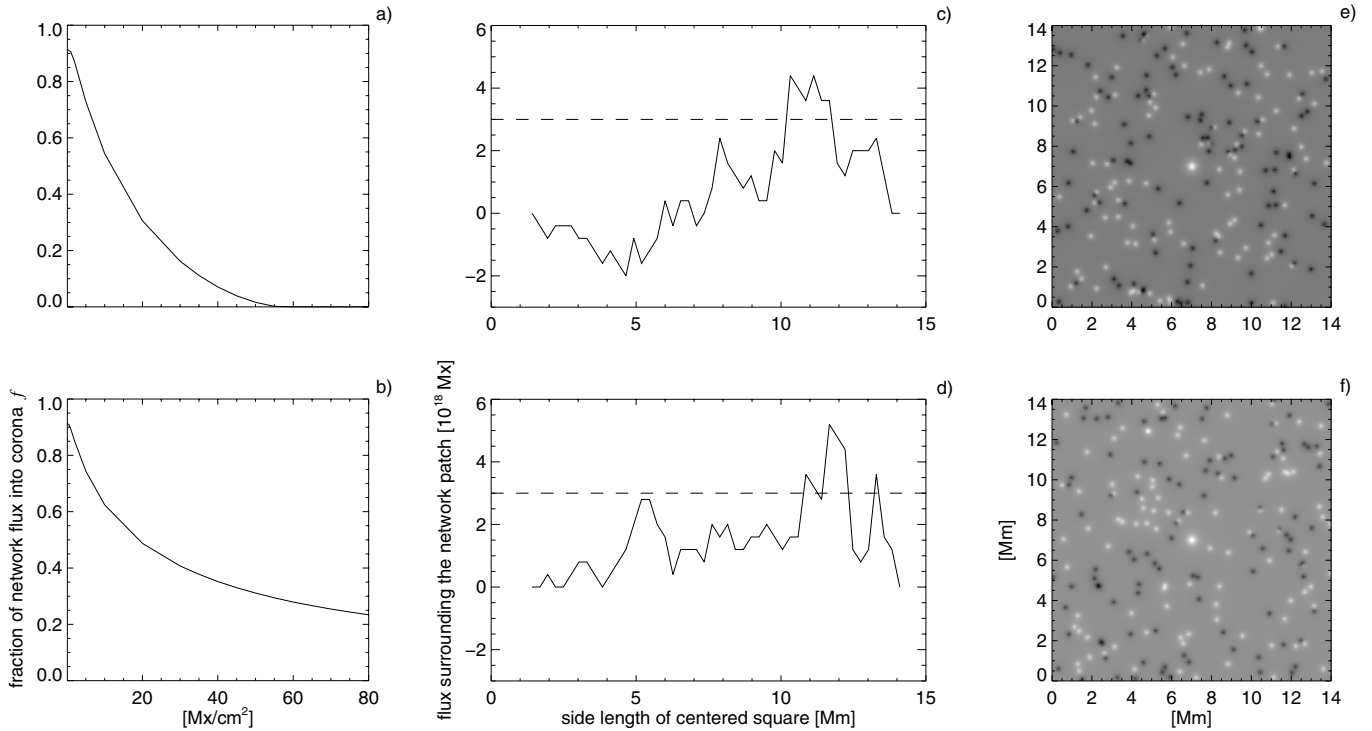 a)
1.0
0.8
0.6
0.4
0.2
0.0
c)
6
4
2
0
−2
0 5 10 15
e)
14
12
10
8
6
4
2
0
0 2 4 6 8 10 12 14
b)
1.0
0.8
0.6
0.4
0.2
0.0
20 40 60 80
[Mx/cm²]
fraction of network flux into corona f
d)
6
4
2
0
−2
0 5 10 15
side length of centered square [Mm]
flux surrounding the network patch [10¹⁸ Mx]
f)
14
12
10
8
6
4
2
0
0 2 4 6 8 10 12 14
[Mm]
[Mm]